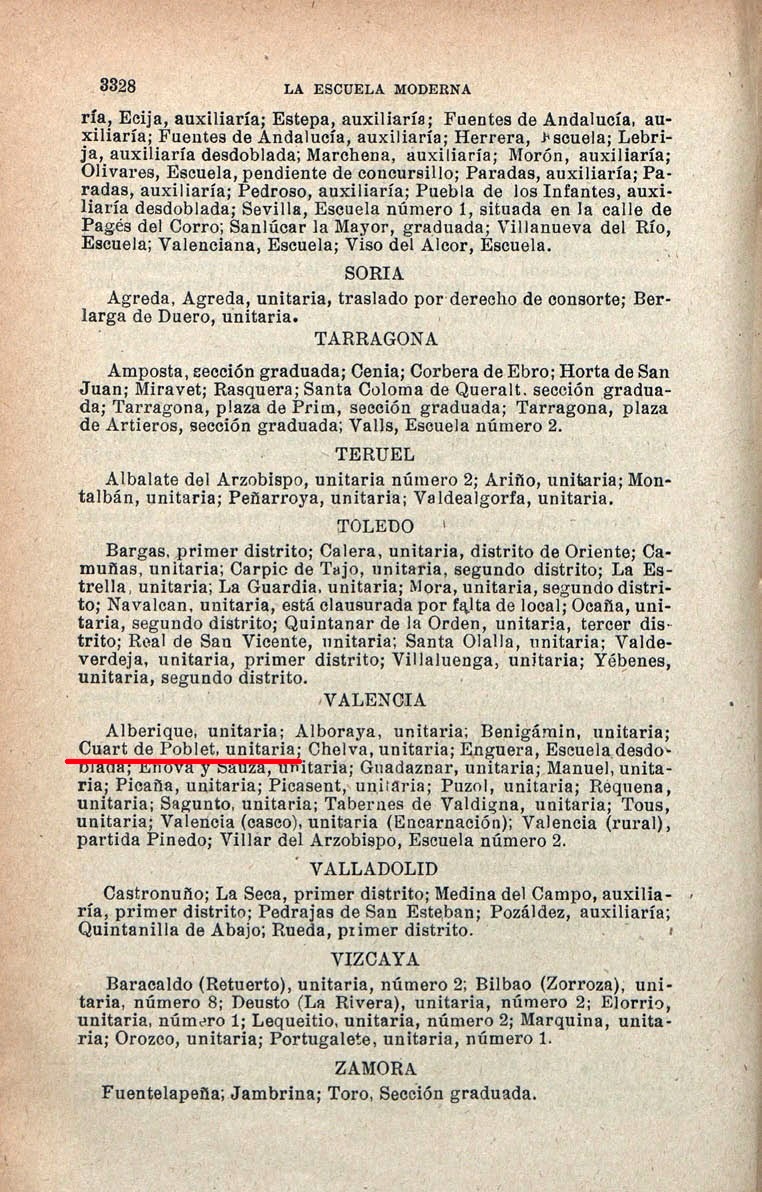 3328 LA ESCUELA MODERNA
ría, Ecija, auxiliaría; Estepa, auxiliaría; Fuentes de Andalucía, au-
xiliaría; Fuentes de Andalucía, auxiliaría; Herrera, Escuela; Lebri-
ja, auxiliaría desdoblada; Marchena, auxiliaría; Morón, auxiliaría;
Olivares, Escuela, pendiente de concursillo; Paradas, auxiliaría; Pa-
radas, auxiliaría; Pedroso, auxiliaría; Puebla de los Infantes, auxi-
liaría desdoblada; Sevilla, Escuela número 1, situada en la calle de
Pagés del Corro; Sanlúcar la Mayor, graduada; Villanueva del Río,
Escuela; Valenciana, Escuela; Viso del Alcor, Escuela.
SORIA
Agreda, Agreda, unitaria, traslado por derecho de consorte; Ber-
larga de Duero, unitaria.
TARRAGONA
Amposta, sección graduada; Cenia; Corbera de Ebro; Horta de San
Juan; Miravet; Rasquera; Santa Coloma de Queralt. sección gradua-
da; Tarragona, plaza de Prim, sección graduada; Tarragona, plaza
de Artieros, sección graduada; Valls, Escuela número 2.
TERUEL
Albalate del Arzobispo, unitaria número 2; Ariño, unitaria; Mon-
talbán, unitaria; Peñarroya, unitaria; Valdealgorfa, unitaria.
TOLEDO
Bargas, primer distrito; Calera, unitaria, distrito de Oriente; Ca-
muñas, unitaria; Carpic de Tajo, unitaria, segundo distrito; La Es-
trella, unitaria; La Guardia, unitaria; Mora, unitaria, segundo distri-
to; Navalcan, unitaria, está clausurada por falta de local; Ocaña, uni-
taria, segundo distrito; Quintanar de la Orden, unitaria, tercer dis-
trito; Real de San Vicente, unitaria; Santa Olalla, unitaria; Valde-
verdeja, unitaria, primer distrito; Villaluenga, unitaria; Yébenes,
unitaria, segundo distrito.
VALENCIA
Alberique, unitaria; Alboraya, unitaria; Benigámin, unitaria;
Cuart de Poblet, unitaria; Chelva, unitaria; Enguera, Escuela desdo-
blada; Enova y Sauza, unitaria; Guadaznar, unitaria; Manuel, unita-
ria; Picaña, unitaria; Picasent, unitaria; Puzol, unitaria; Requena,
unitaria; Sagunto, unitaria; Tabernes de Valdigna, unitaria; Tous,
unitaria; Valencia (casco), unitaria (Encarnación); Valencia (rural),
partida Pinedo; Villar del Arzobispo, Escuela número 2.
VALLADOLID
Castronuño; La Seca, primer distrito; Medina del Campo, auxilia-
ría, primer distrito; Pedrajas de San Esteban; Pozáldez, auxiliaría;
Quintanilla de Abajo; Rueda, primer distrito.
VIZCAYA
Baracaldo (Retuerto), unitaria, número 2; Bilbao (Zorroza), uni-
taria, número 8; Deusto (La Rivera), unitaria, número 2; Elorrio,
unitaria, número 1; Lequeitio, unitaria, número 2; Marquina, unita-
ria; Orozco, unitaria; Portugalete, unitaria, número 1.
ZAMORA
Fuentelapeña; Jambrina; Toro, Sección graduada.